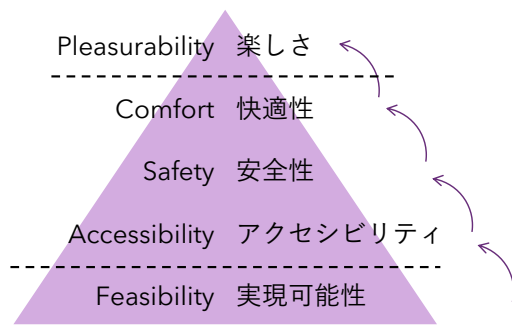 Pleasurability 楽しさ
Comfort 快適性
Safety 安全性
Accessibility アクセシビリティ
Feasibility 実現可能性